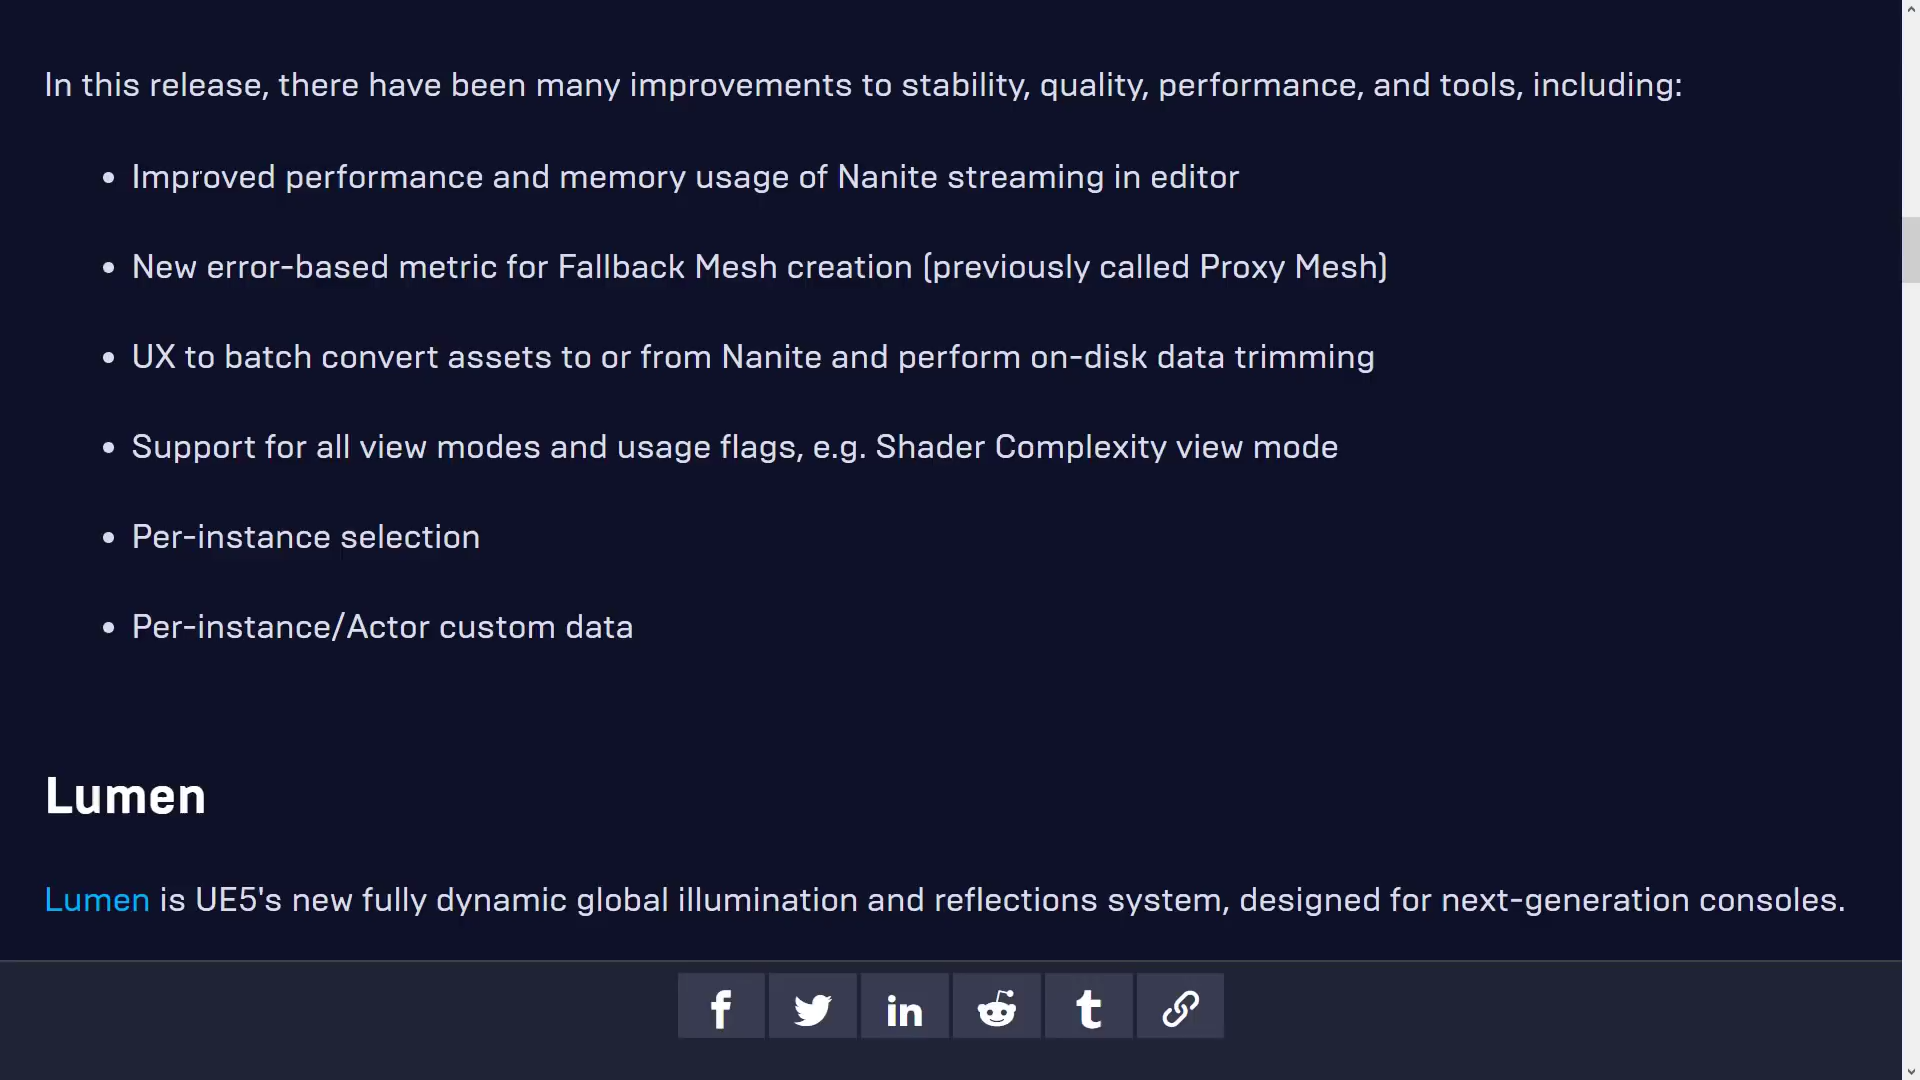 In this release, there have been many improvements to stability, quality, performance, and tools, including:
• Improved performance and memory usage of Nanite streaming in editor
• New error-based metric for Fallback Mesh creation (previously called Proxy Mesh)
• UX to batch convert assets to or from Nanite and perform on-disk data trimming
• Support for all view modes and usage flags, e.g. Shader Complexity view mode
• Per-instance selection
• Per-instance/Actor custom data
Lumen
Lumen is UE5's new fully dynamic global illumination and reflections system, designed for next-generation consoles.